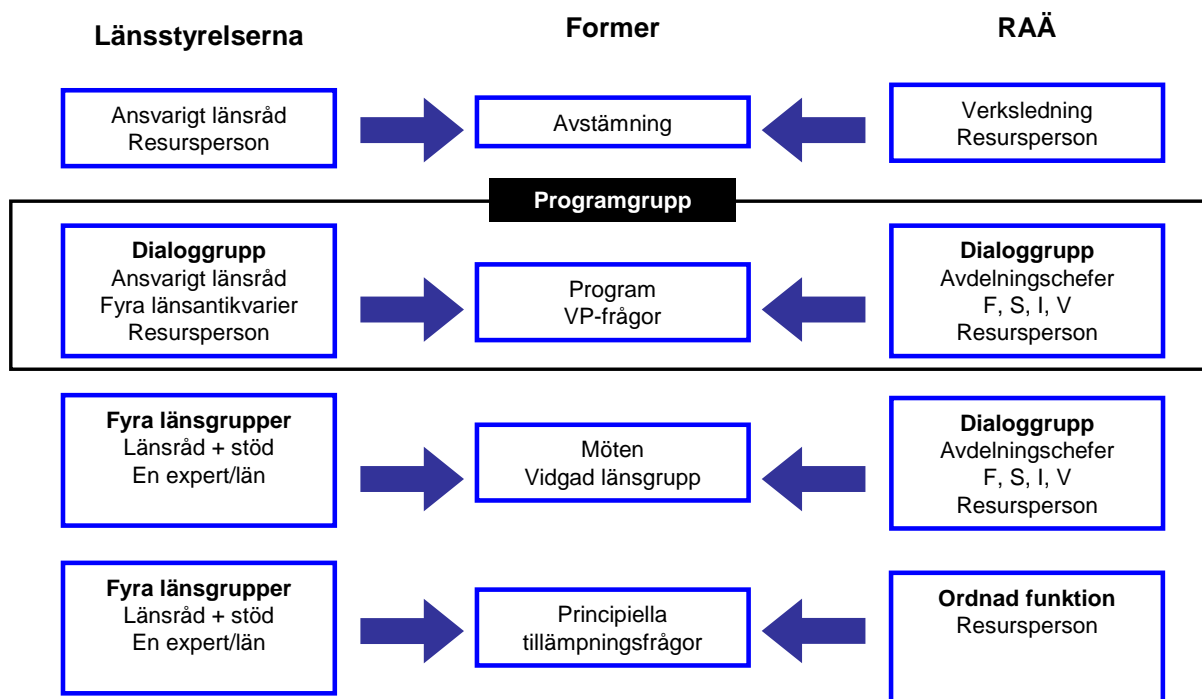 Länsstyrelserna
Former
RAÄ
Ansvarigt länsråd
Resursperson
Avstämning
Verksledning
Resursperson
Programgrupp
Dialoggrupp
Ansvarigt länsråd
Fyra länsantikvarier
Resursperson
Program
VP-frågor
Dialoggrupp
Avdelningschefer
F, S, I, V
Resursperson
Fyra länsgrupper
Länsråd + stöd
En expert/län
Möten
Vidgad länsgrupp
Dialoggrupp
Avdelningschefer
F, S, I, V
Resursperson
Fyra länsgrupper
Länsråd + stöd
En expert/län
Principiella
tillämpningsfrågor
Ordnad funktion
Resursperson